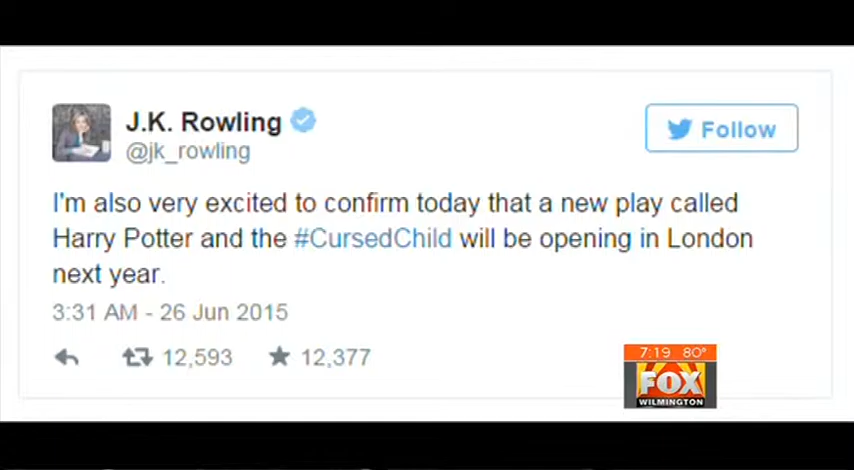 J.K. Rowling
@jk_rowling
Follow
I'm also very excited to confirm today that a new play called
Harry Potter and the #CursedChild will be opening in London
next year.
3:31 AM - 26 Jun 2015
12,593 12,377
7:19 80°
FOX
WILMINGTON